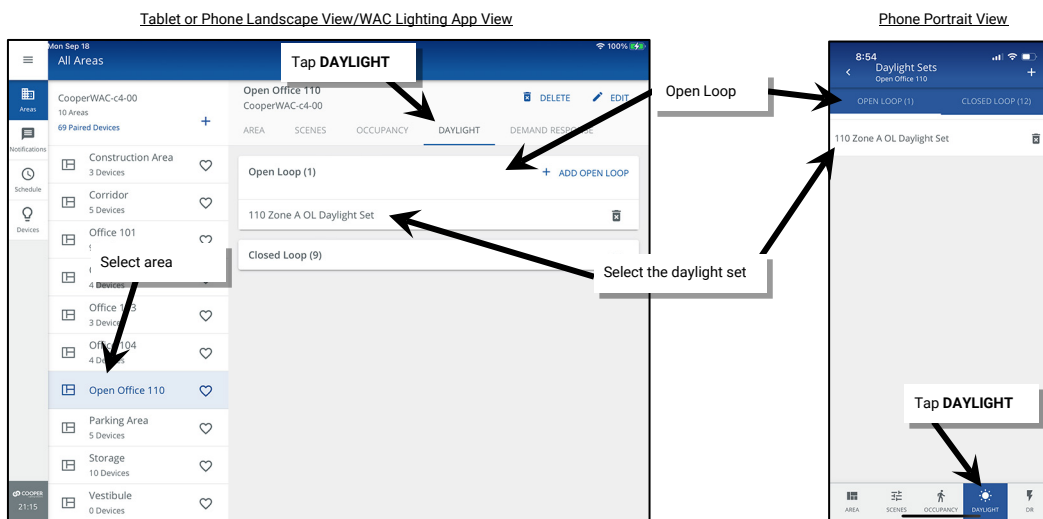 Tablet or Phone Landscape View/WAC Lighting App View
Phone Portrait View
Mon Sep 18
100%
All Areas
Tap DAYLIGHT
Areas
Notifications
Schedule
Devices
CooperWAC-c4-00
10 Areas
69 Paired Devices
+
Construction Area
3 Devices
Corridor
5 Devices
Office 101
Select area
4 Devices
Office 103
3 Devices
Office 104
4 Devices
Open Office 110
Parking Area
5 Devices
Storage
10 Devices
Vestibule
0 Devices
COOPER
21:15
Open Office 110
CooperWAC-c4-00
DELETE
EDIT
AREA SCENES OCCUPANCY DAYLIGHT DEMAND RESPONSE
Open Loop (1)
+ ADD OPEN LOOP
110 Zone A OL Daylight Set
Closed Loop (9)
Open Loop
Select the daylight set
8:54
Daylight Sets
Open Office 110
+
OPEN LOOP (1) CLOSED LOOP (12)
110 Zone A OL Daylight Set
Tap DAYLIGHT
AREA SCENES OCCUPANCY DAYLIGHT DR